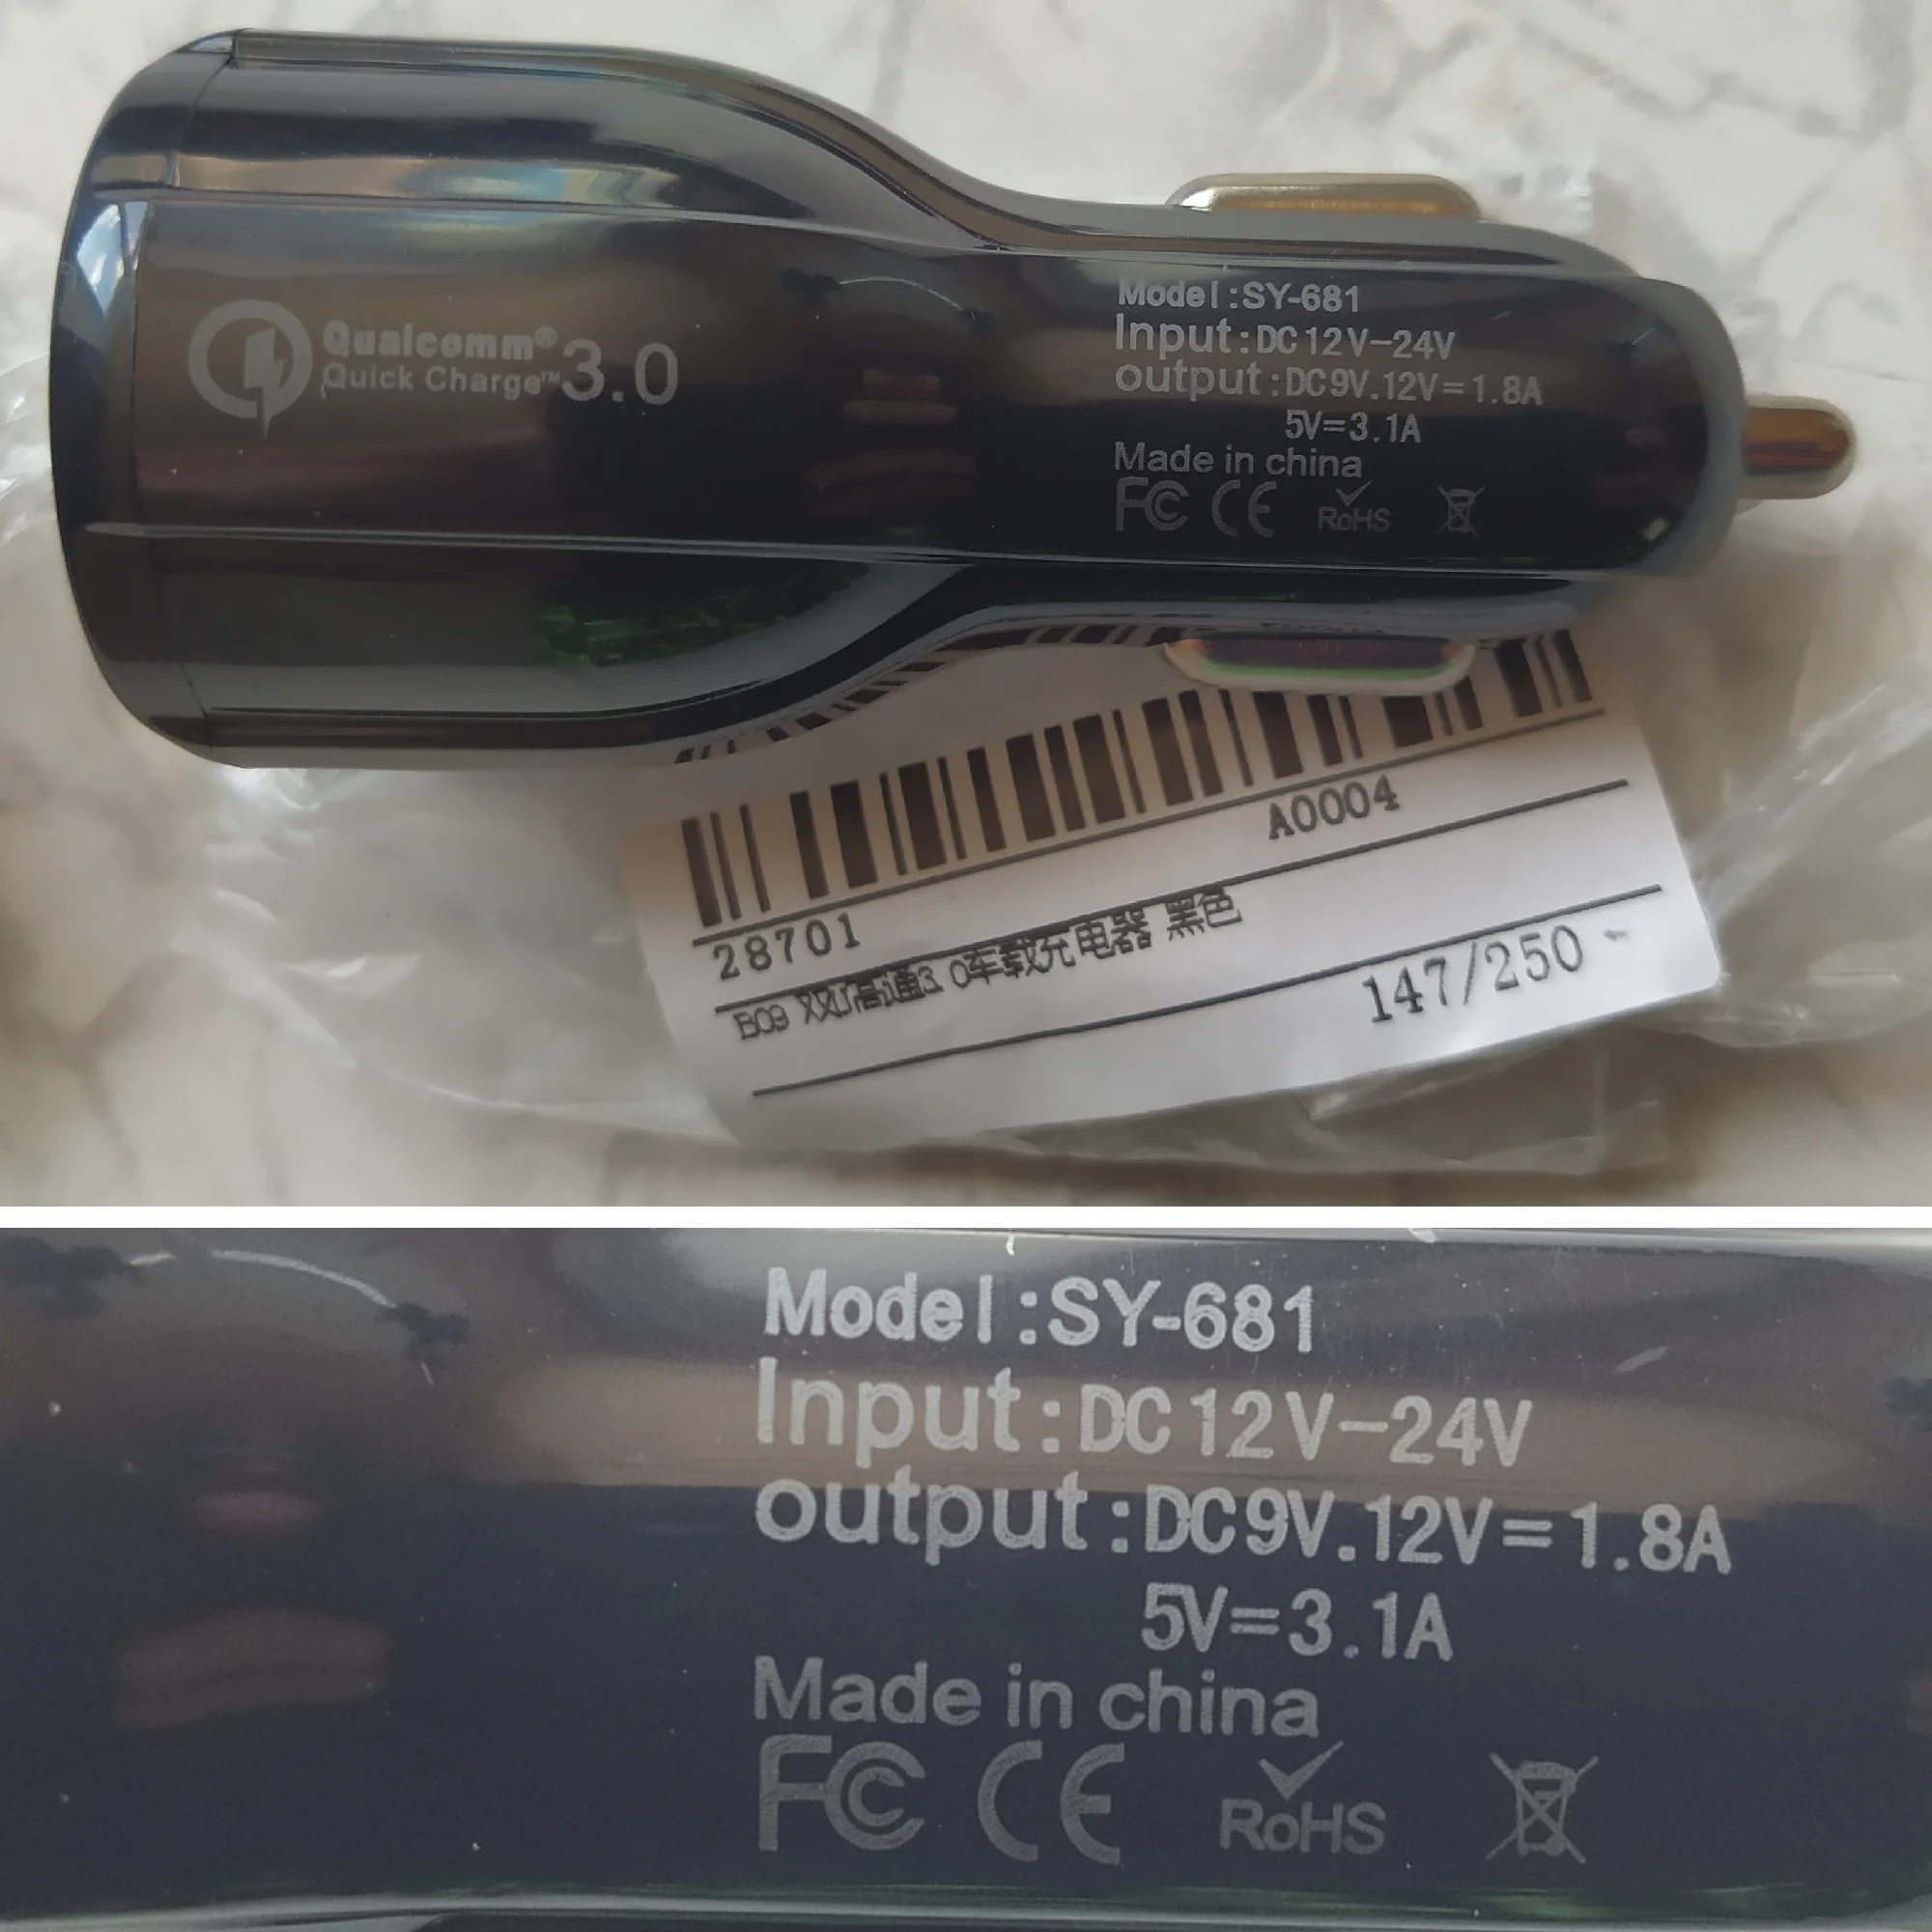 Qualcomm®
Quick Charge™ 3.0
Model:SY-681
Input:DC12V-24V
output:DC9V.12V=1.8A
5V=3.1A
Made in china
FC CE RoHS
A0004
28701
B09 双U高通3.0车载充电器 黑色
147/250
Model:SY-681
Input:DC12V-24V
output:DC9V.12V=1.8A
5V=3.1A
Made in china
FC CE RoHS